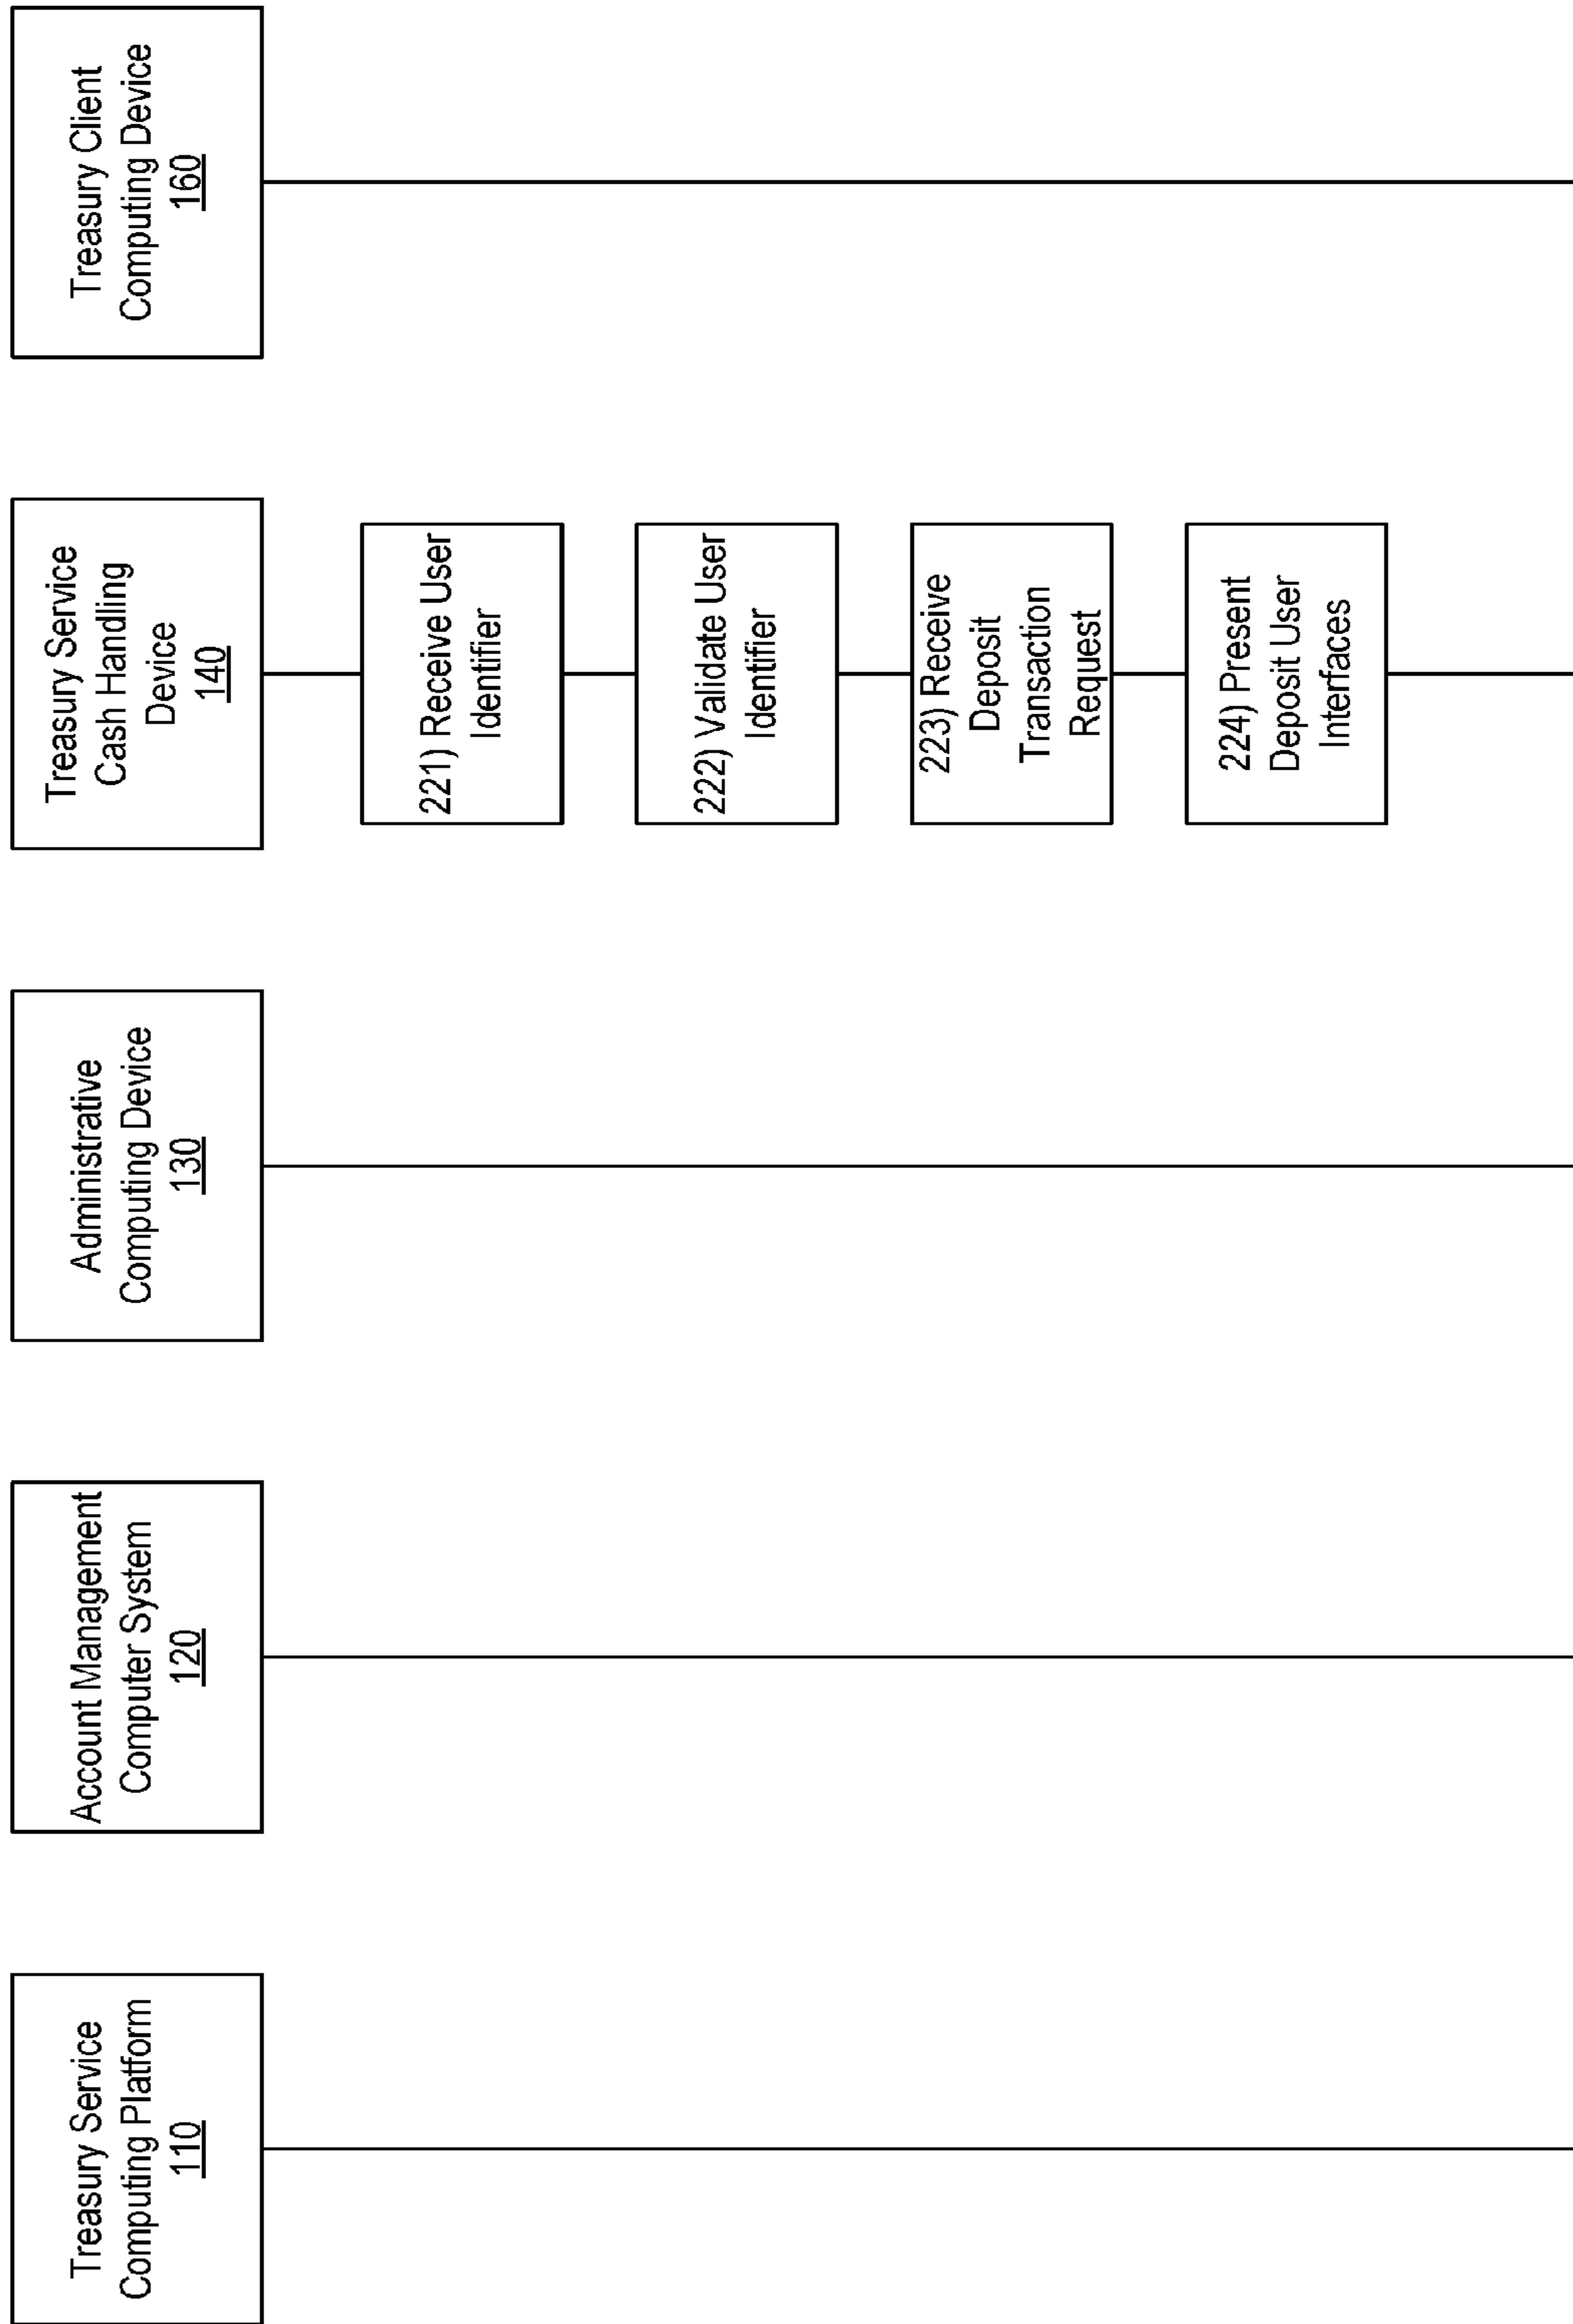 Treasury Service
Computing Platform
110
Account Management
Computer System
120
Administrative
Computing Device
130
Treasury Service
Cash Handling
Device
140
Treasury Client
Computing Device
160
221) Receive User
Identifier
222) Validate User
Identifier
223) Receive
Deposit
Transaction
Request
224) Present
Deposit User
Interfaces